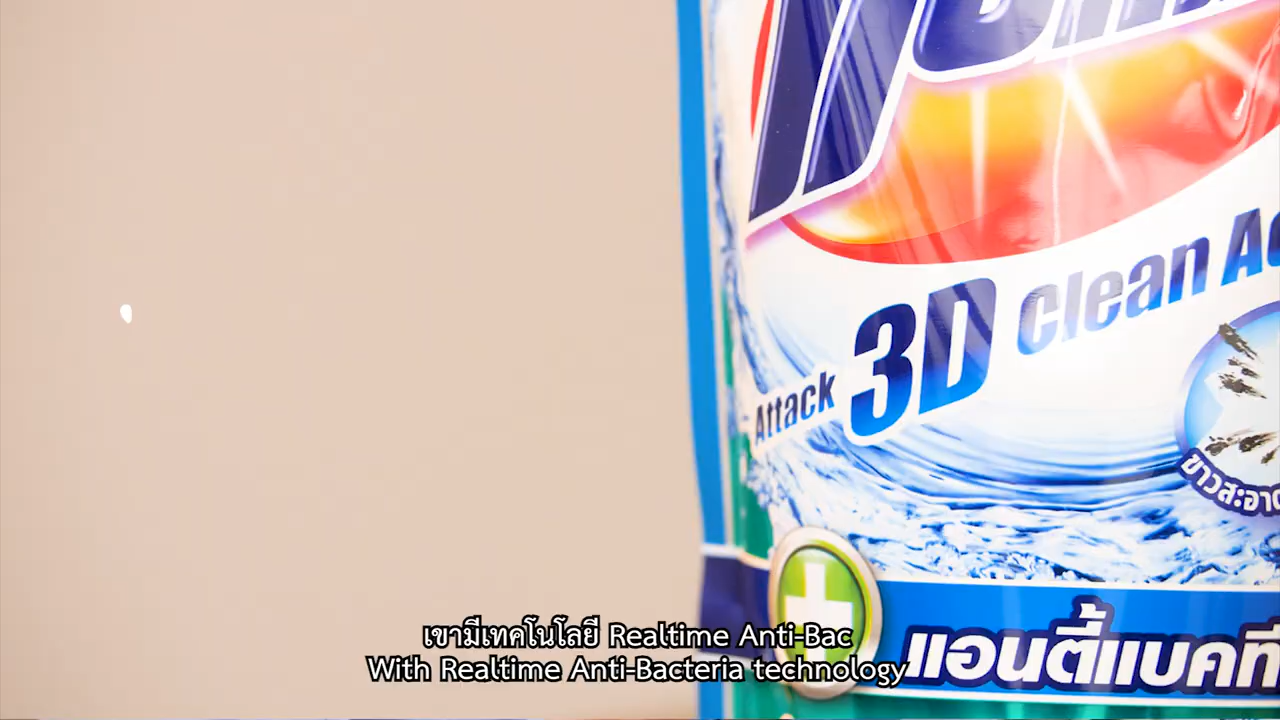 Attack 3D Clean
ขาวสะอาด
แอนตี้แบคที
เขามีเทคโนโลยี Realtime Anti-Bac
With Realtime Anti-Bacteria technology